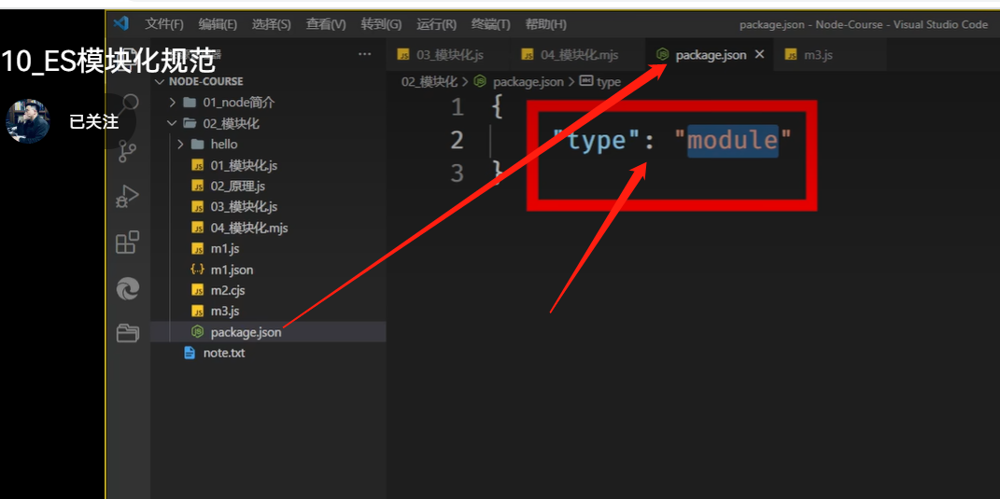 文件(F) 编辑(E) 选择(S) 查看(V) 转到(G) 运行(R) 终端(T) 帮助(H) package.json - Node-Course - Visual Studio Code
10_ES模块化规范
已关注
NODE-COURSE
01_node简介
02_模块化
hello
01_模块化.js
02_原理.js
03_模块化.js
04_模块化.mjs
m1.js
m1.json
m2.cjs
m3.js
package.json
note.txt
03_模块化.js 04_模块化.mjs package.json m3.js
02_模块化 > package.json > type
1 {
2 "type": "module"
3 }